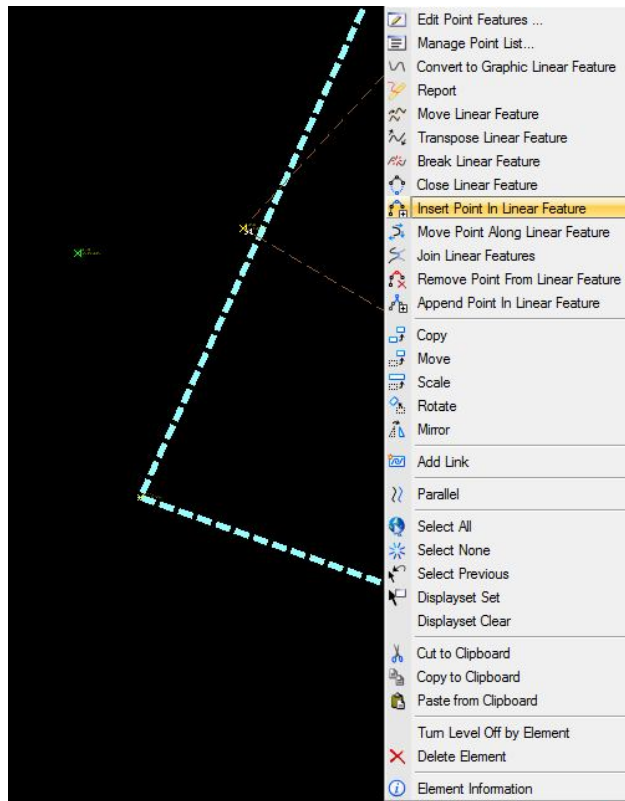 Edit Point Features ...
Manage Point List...
Convert to Graphic Linear Feature
Report
Move Linear Feature
Transpose Linear Feature
Break Linear Feature
Close Linear Feature
Insert Point In Linear Feature
Move Point Along Linear Feature
Join Linear Features
Remove Point From Linear Feature
Append Point In Linear Feature
Copy
Move
Scale
Rotate
Mirror
Add Link
Parallel
Select All
Select None
Select Previous
Displayset Set
Displayset Clear
Cut to Clipboard
Copy to Clipboard
Paste from Clipboard
Turn Level Off by Element
Delete Element
Element Information